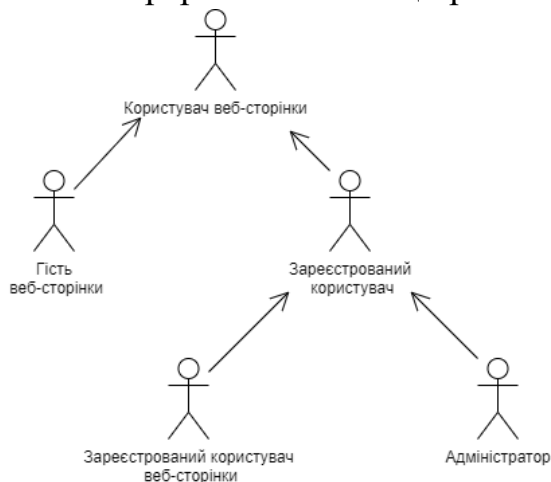 Користувач веб-сторінки
Гість
веб-сторінки
Зареєстрований
користувач
Зареєстрований користувач
веб-сторінки
Адміністратор